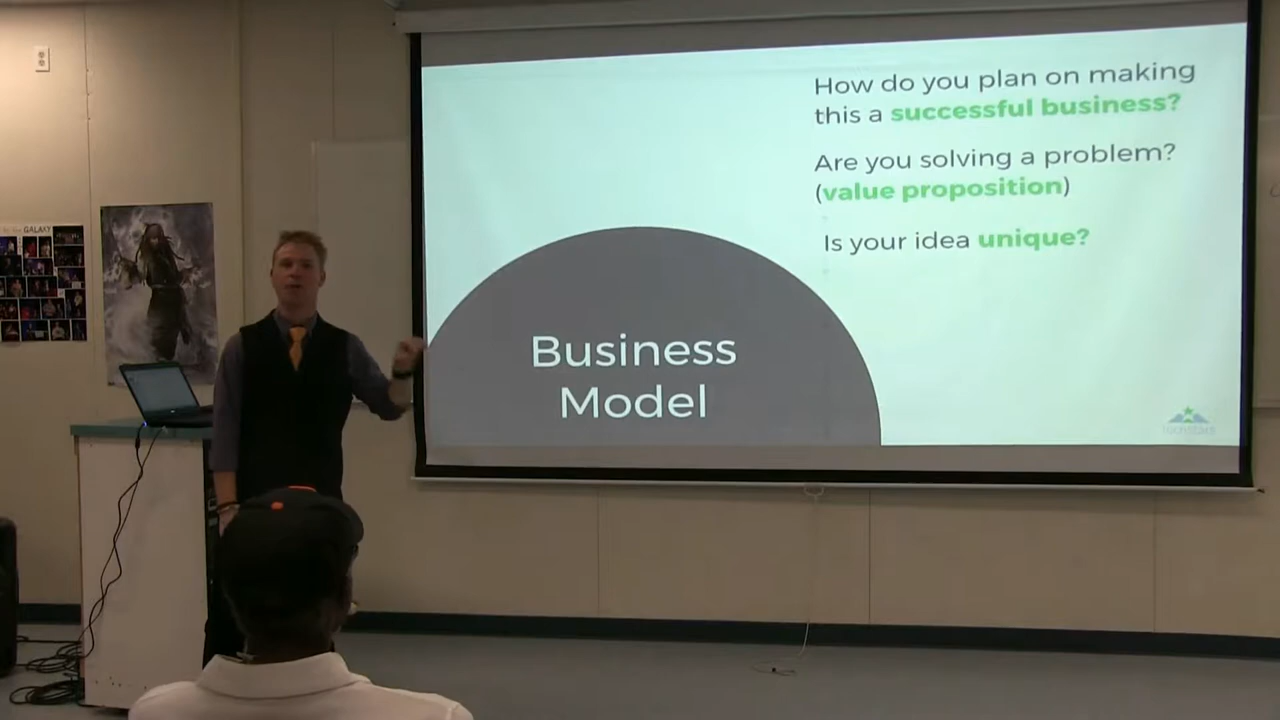 How do you plan on making
this a successful business?
Are you solving a problem?
(value proposition)
Is your idea unique?
Business
Model
GALAXY